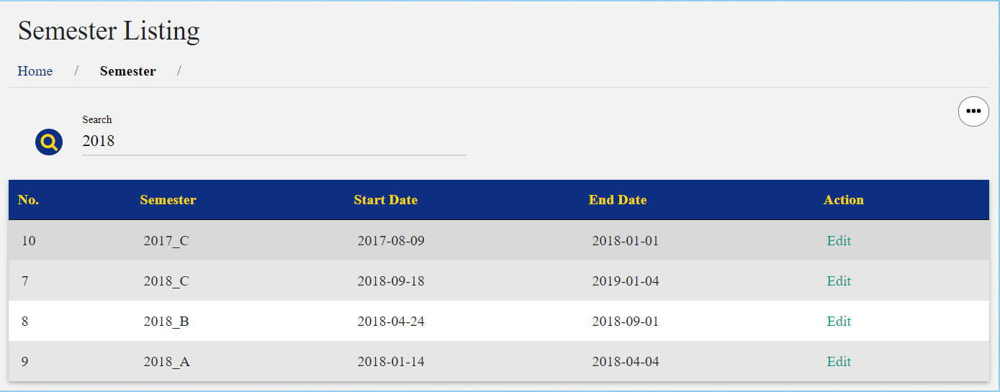 Semester Listing
Home / Semester /
•••
Search
2018
No. Semester Start Date End Date Action
10 2017_C 2017-08-09 2018-01-01 Edit
7 2018_C 2018-09-18 2019-01-04 Edit
8 2018_B 2018-04-24 2018-09-01 Edit
9 2018_A 2018-01-14 2018-04-04 Edit